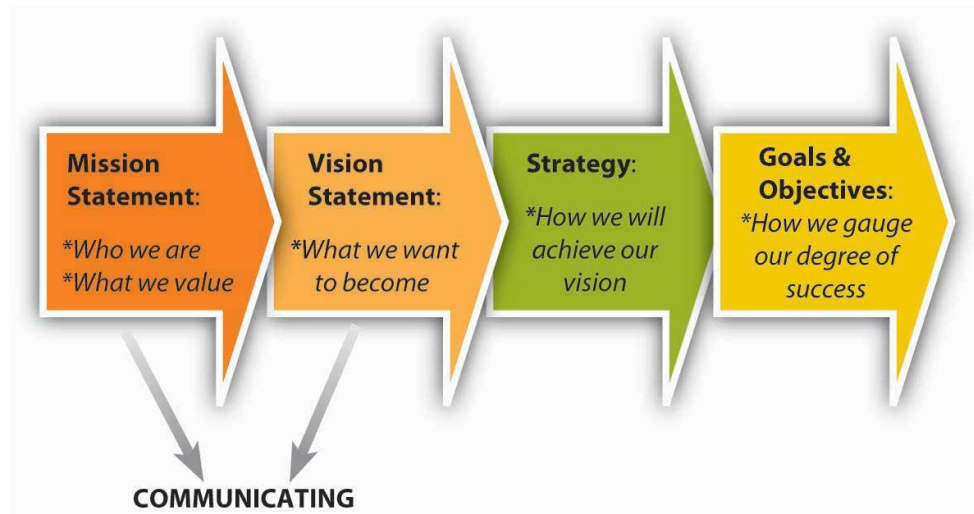 Mission
Statement:
*Who we are
*What we value
Vision
Statement:
*What we want
to become
Strategy:
*How we will
achieve our
vision
Goals &
Objectives:
*How we gauge
our degree of
success
COMMUNICATING